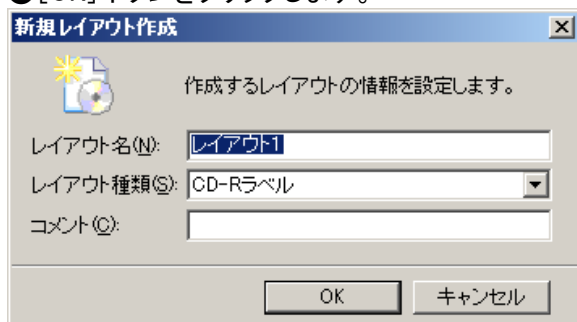 新規レイアウト作成
作成するレイアウトの情報を設定します。
レイアウト名(N): レイアウト1
レイアウト種類(S): CD-Rラベル
コメント(C):
OK キャンセル